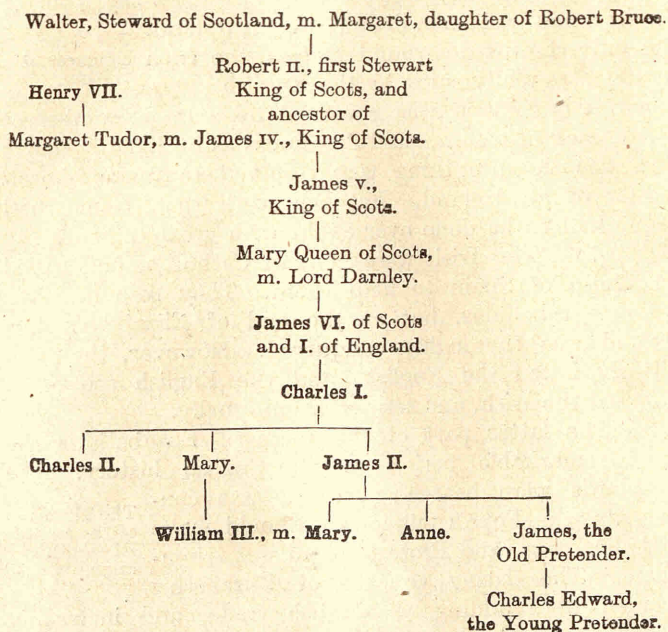 Walter, Steward of Scotland, m. Margaret, daughter of Robert Bruce.
Robert II., first Stewart
Henry VII.
King of Scots, and
ancestor of
Margaret Tudor, m. James IV., King of Scots.
James V.,
King of Scots.
Mary Queen of Scots,
m. Lord Darnley.
James VI. of Scots
and I. of England.
Charles I.
Charles II. Mary. James II.
William III., m. Mary. Anne. James, the
Old Pretender.
Charles Edward,
the Young Pretender.